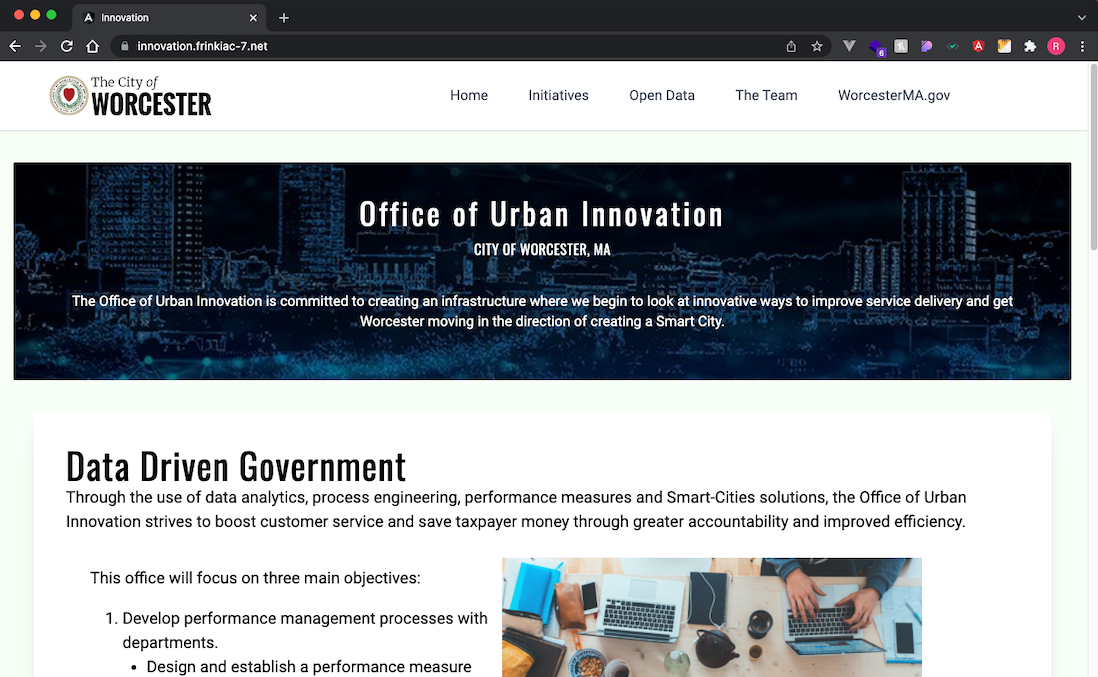 Innovation
innovation.frinkiac-7.net
6
R
The City of
WORCESTER
Home Initiatives Open Data The Team WorcesterMA.gov
Office of Urban Innovation
CITY OF WORCESTER, MA
The Office of Urban Innovation is committed to creating an infrastructure where we begin to look at innovative ways to improve service delivery and get
Worcester moving in the direction of creating a Smart City.
Data Driven Government
Through the use of data analytics, process engineering, performance measures and Smart-Cities solutions, the Office of Urban
Innovation strives to boost customer service and save taxpayer money through greater accountability and improved efficiency.
This office will focus on three main objectives:
1. Develop performance management processes with
departments.
• Design and establish a performance measure